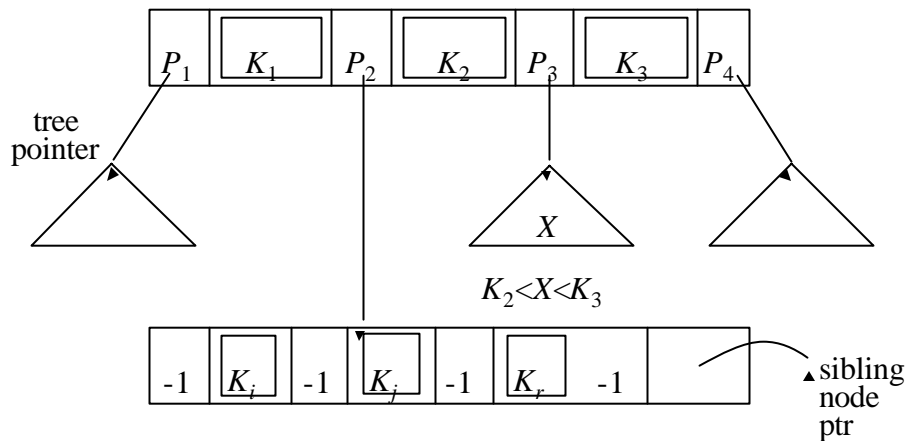 P1 K1 P2 K2 P3 K3 P4
tree
pointer
X
K2<X<K3
-1 Ki -1 Kj -1 Kr -1
sibling
node
ptr